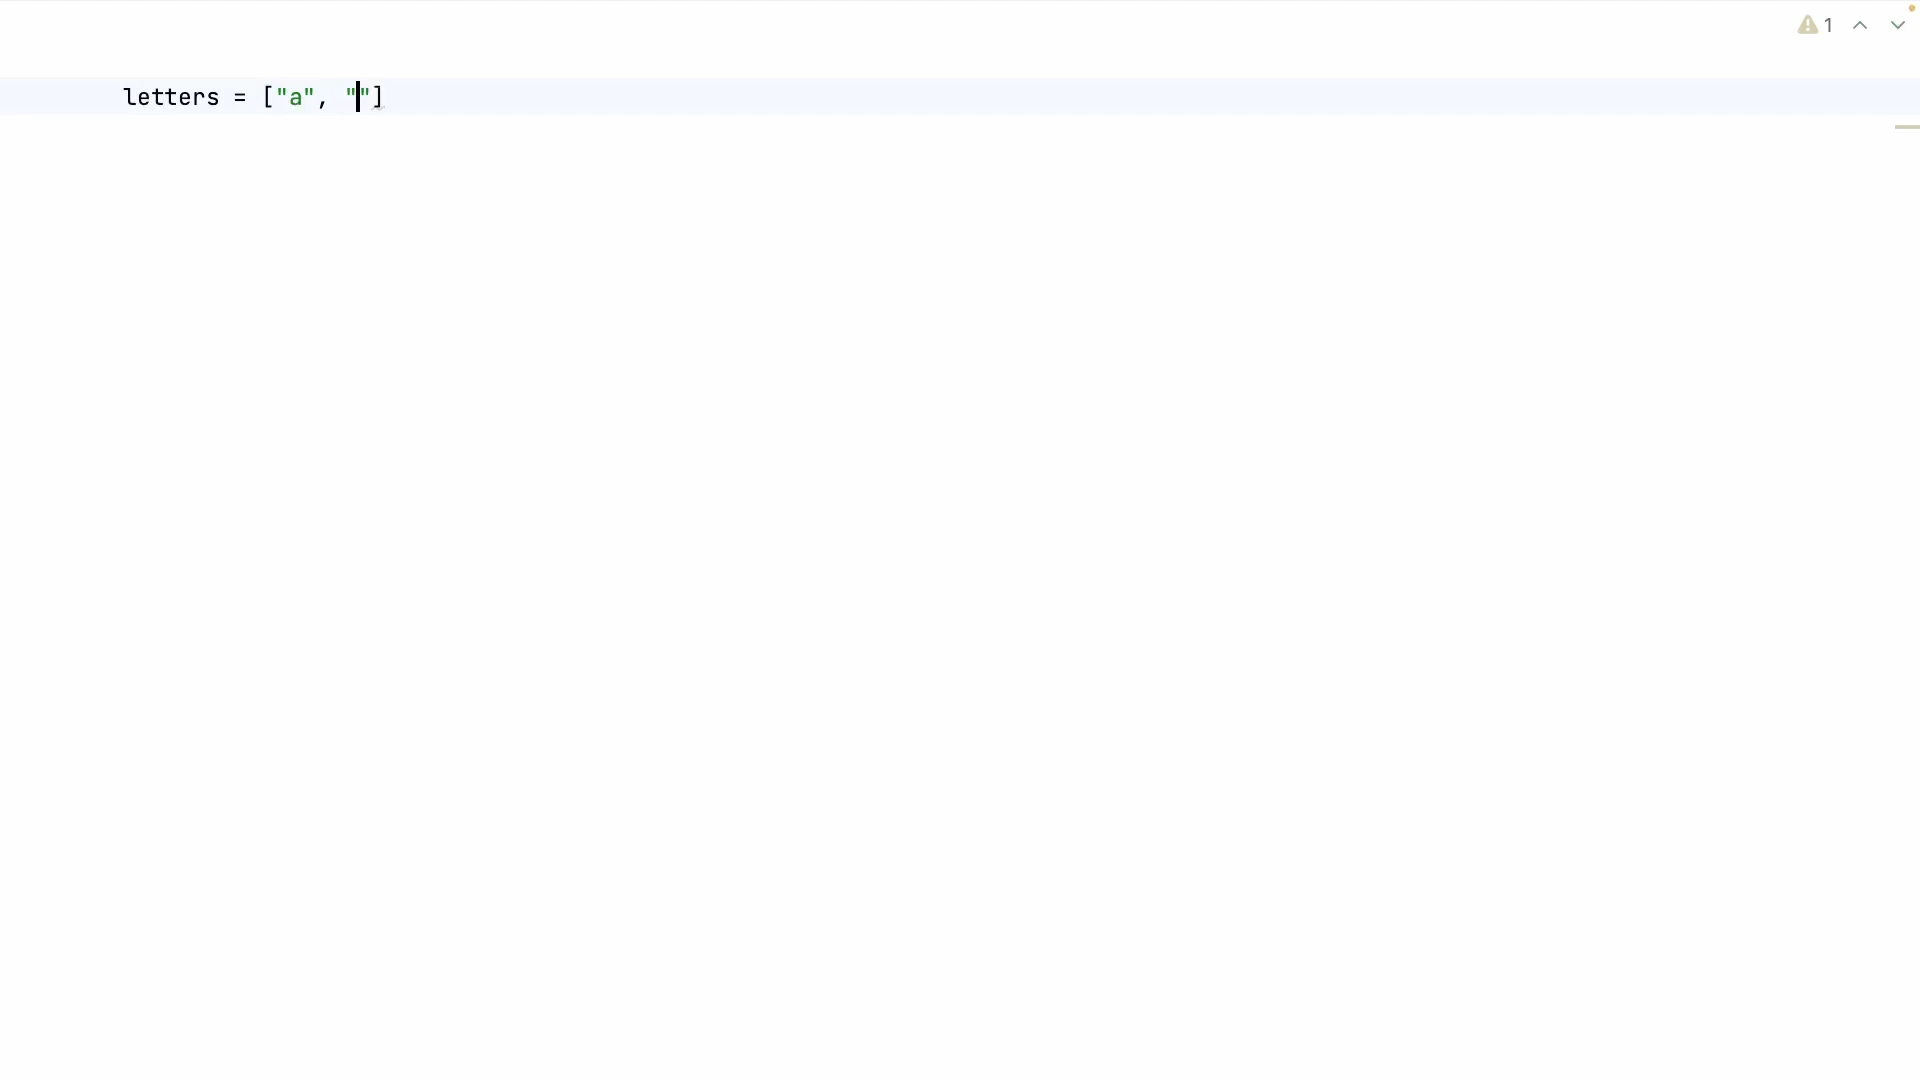 1
letters = ["a", ""]